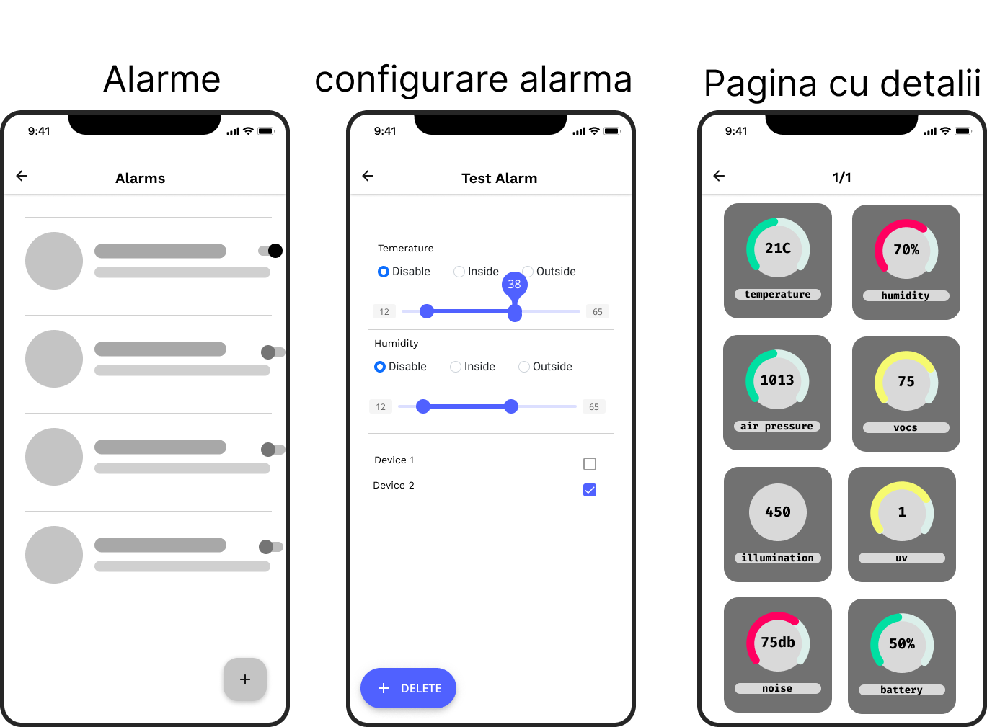 Alarme
9:41
Alarms
configurare alarma
9:41
Test Alarm
Temerature
Disable Inside Outside
38
12 65
Humidity
Disable Inside Outside
12 65
Device 1
Device 2
DELETE
Pagina cu detalii
9:41
1/1
21C
temperature
70%
humidity
1013
air pressure
75
vocs
450
illumination
1
uv
75db
noise
50%
battery